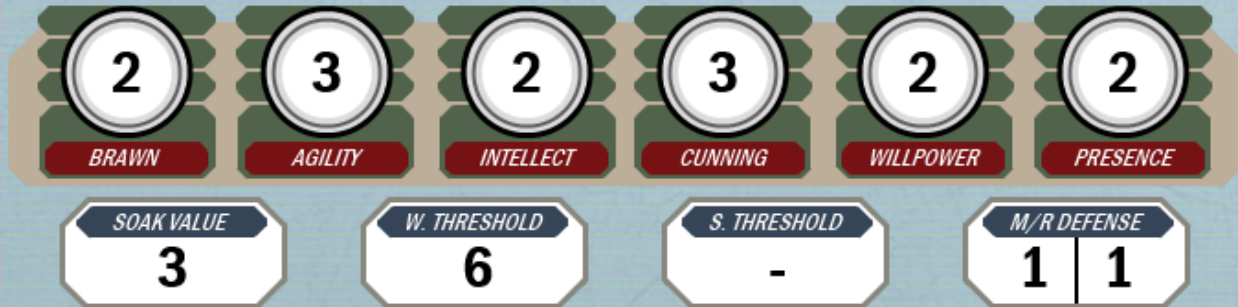 2 3 2 3 2 2
BRAWN AGILITY INTELLECT CUNNING WILLPOWER PRESENCE
SOAK VALUE W. THRESHOLD S. THRESHOLD M/R DEFENSE
3 6 - 1 1